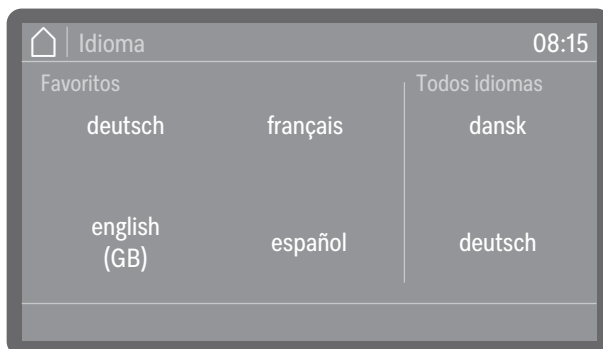 Idioma 08:15
Favoritos Todos idiomas
deutsch français dansk
english
(GB) español deutsch